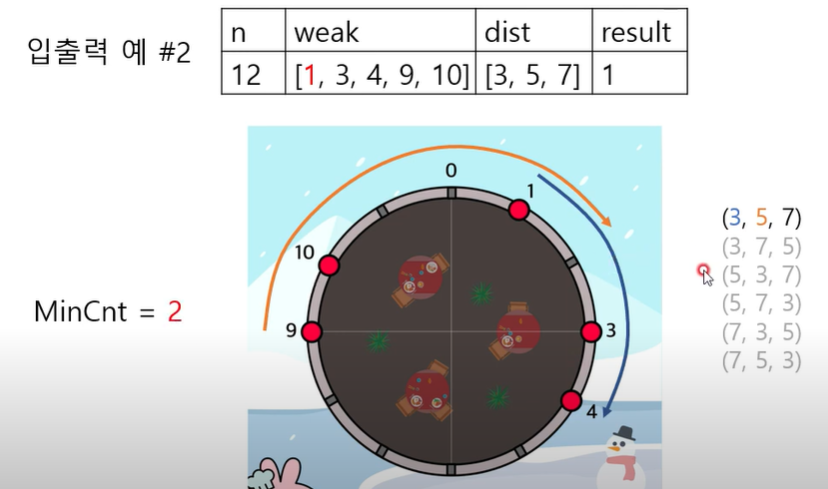 입출력 예 #2
n weak dist result
12 [1, 3, 4, 9, 10] [3, 5, 7] 1
0
1
10
9
3
4
MinCnt = 2
(3, 5, 7)
(3, 7, 5)
(5, 3, 7)
(5, 7, 3)
(7, 3, 5)
(7, 5, 3)